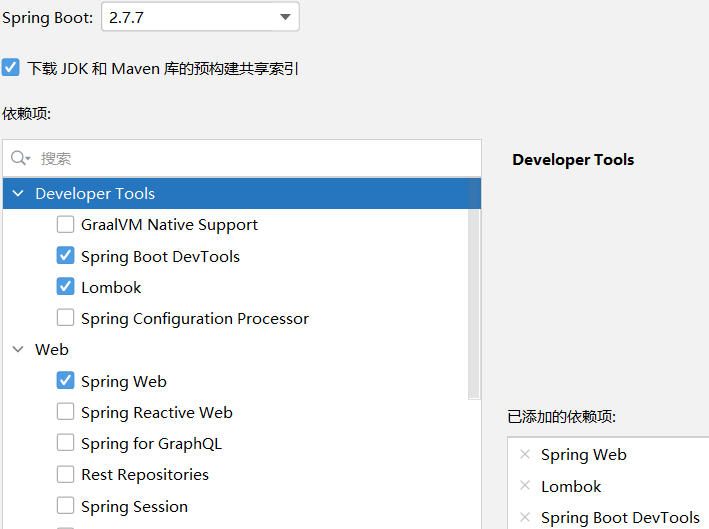 Spring Boot: 2.7.7
下载 JDK 和 Maven 库的预构建共享索引
依赖项:
搜索
Developer Tools
GraalVM Native Support
Spring Boot DevTools
Lombok
Spring Configuration Processor
Web
Spring Web
Spring Reactive Web
Spring for GraphQL
Rest Repositories
Spring Session
Developer Tools
已添加的依赖项:
Spring Web
Lombok
Spring Boot DevTools